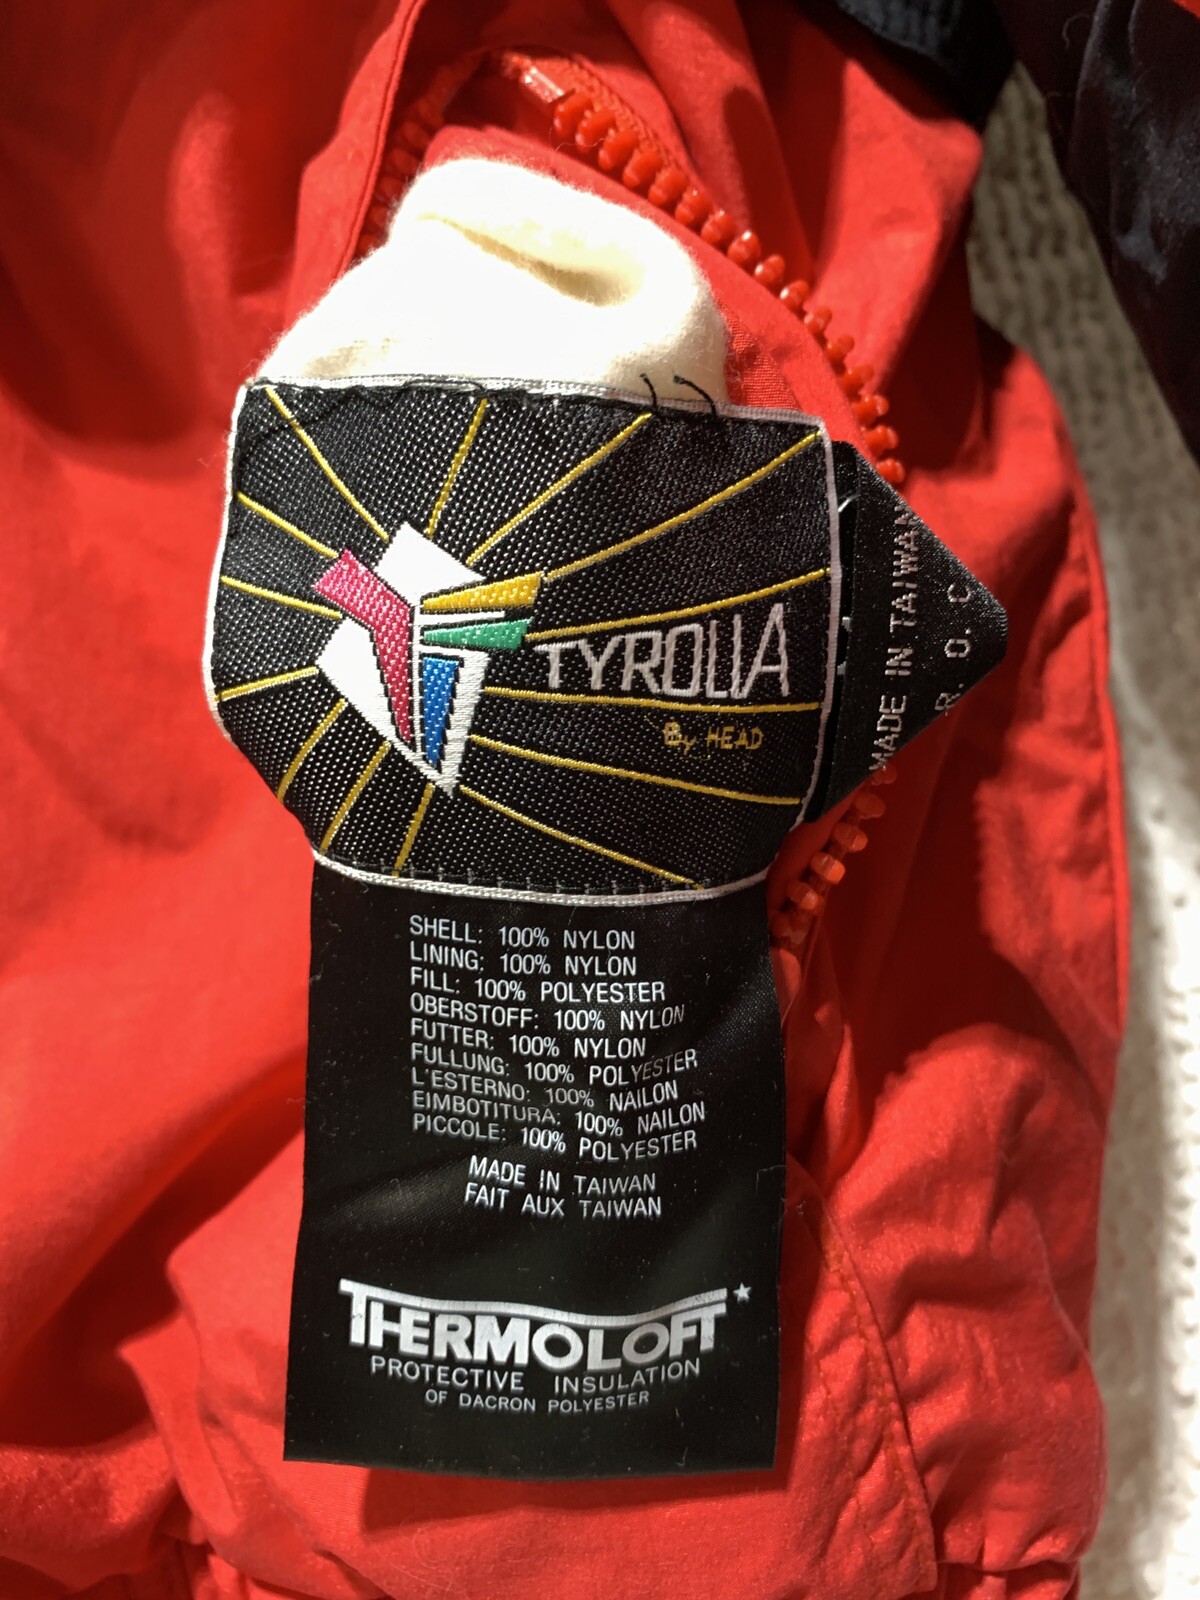 TYROLIA
By HEAD
MADE IN TAIWAN
R. O. C
SHELL: 100% NYLON
LINING: 100% NYLON
FILL: 100% POLYESTER
OBERSTOFF: 100% NYLON
FUTTER: 100% NYLON
FULLUNG: 100% POLYESTER
L'ESTERNO: 100% NAILON
EIMBOTITURA: 100% NAILON
PICCOLE: 100% POLYESTER
MADE IN TAIWAN
FAIT AUX TAIWAN
THERMOLOFT*
PROTECTIVE INSULATION
OF DACRON POLYESTER